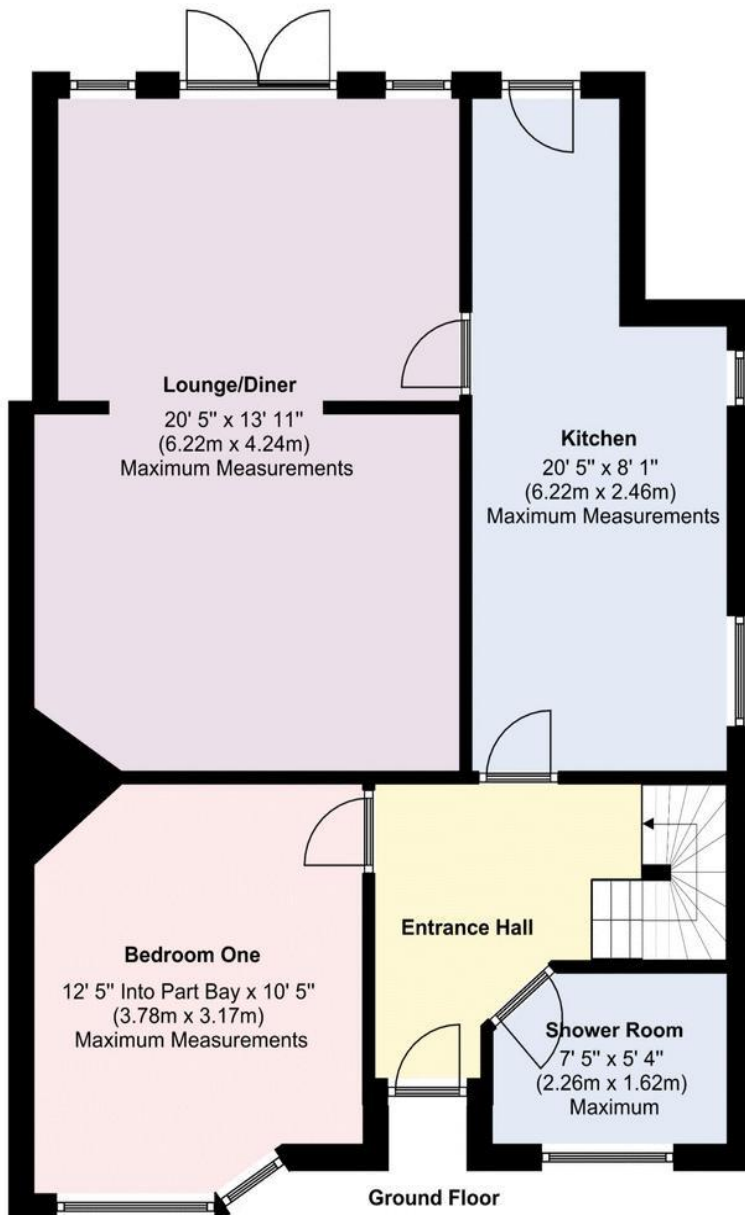 Lounge/Diner
20' 5" x 13' 11"
(6.22m x 4.24m)
Maximum Measurements
Kitchen
20' 5" x 8' 1"
(6.22m x 2.46m)
Maximum Measurements
Entrance Hall
Bedroom One
12' 5" Into Part Bay x 10' 5"
(3.78m x 3.17m)
Maximum Measurements
Shower Room
7' 5" x 5' 4"
(2.26m x 1.62m)
Maximum
Ground Floor